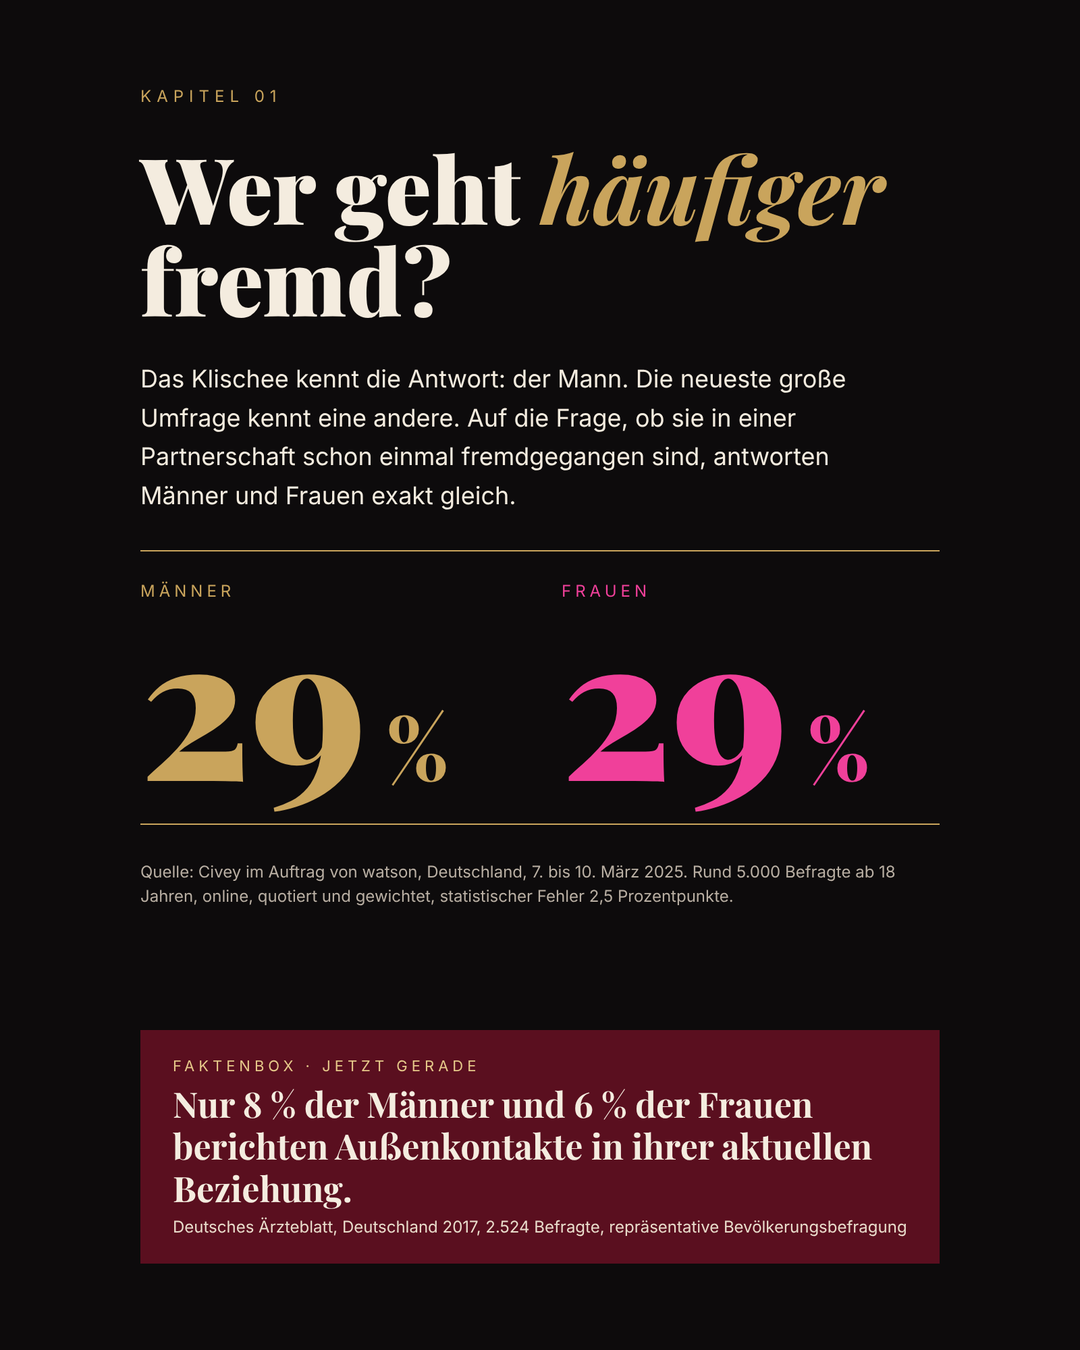 KAPITEL 01
Wer geht häufiger
fremd?
Das Klischee kennt die Antwort: der Mann. Die neueste große
Umfrage kennt eine andere. Auf die Frage, ob sie in einer
Partnerschaft schon einmal fremdgegangen sind, antworten
Männer und Frauen exakt gleich.
MÄNNER
29 %
FRAUEN
29 %
Quelle: Civey im Auftrag von watson, Deutschland, 7. bis 10. März 2025. Rund 5.000 Befragte ab 18
Jahren, online, quotiert und gewichtet, statistischer Fehler 2,5 Prozentpunkte.
FAKTENBOX · JETZT GERADE
Nur 8 % der Männer und 6 % der Frauen
berichten Außenkontakte in ihrer aktuellen
Beziehung.
Deutsches Ärzteblatt, Deutschland 2017, 2.524 Befragte, repräsentative Bevölkerungsbefragung